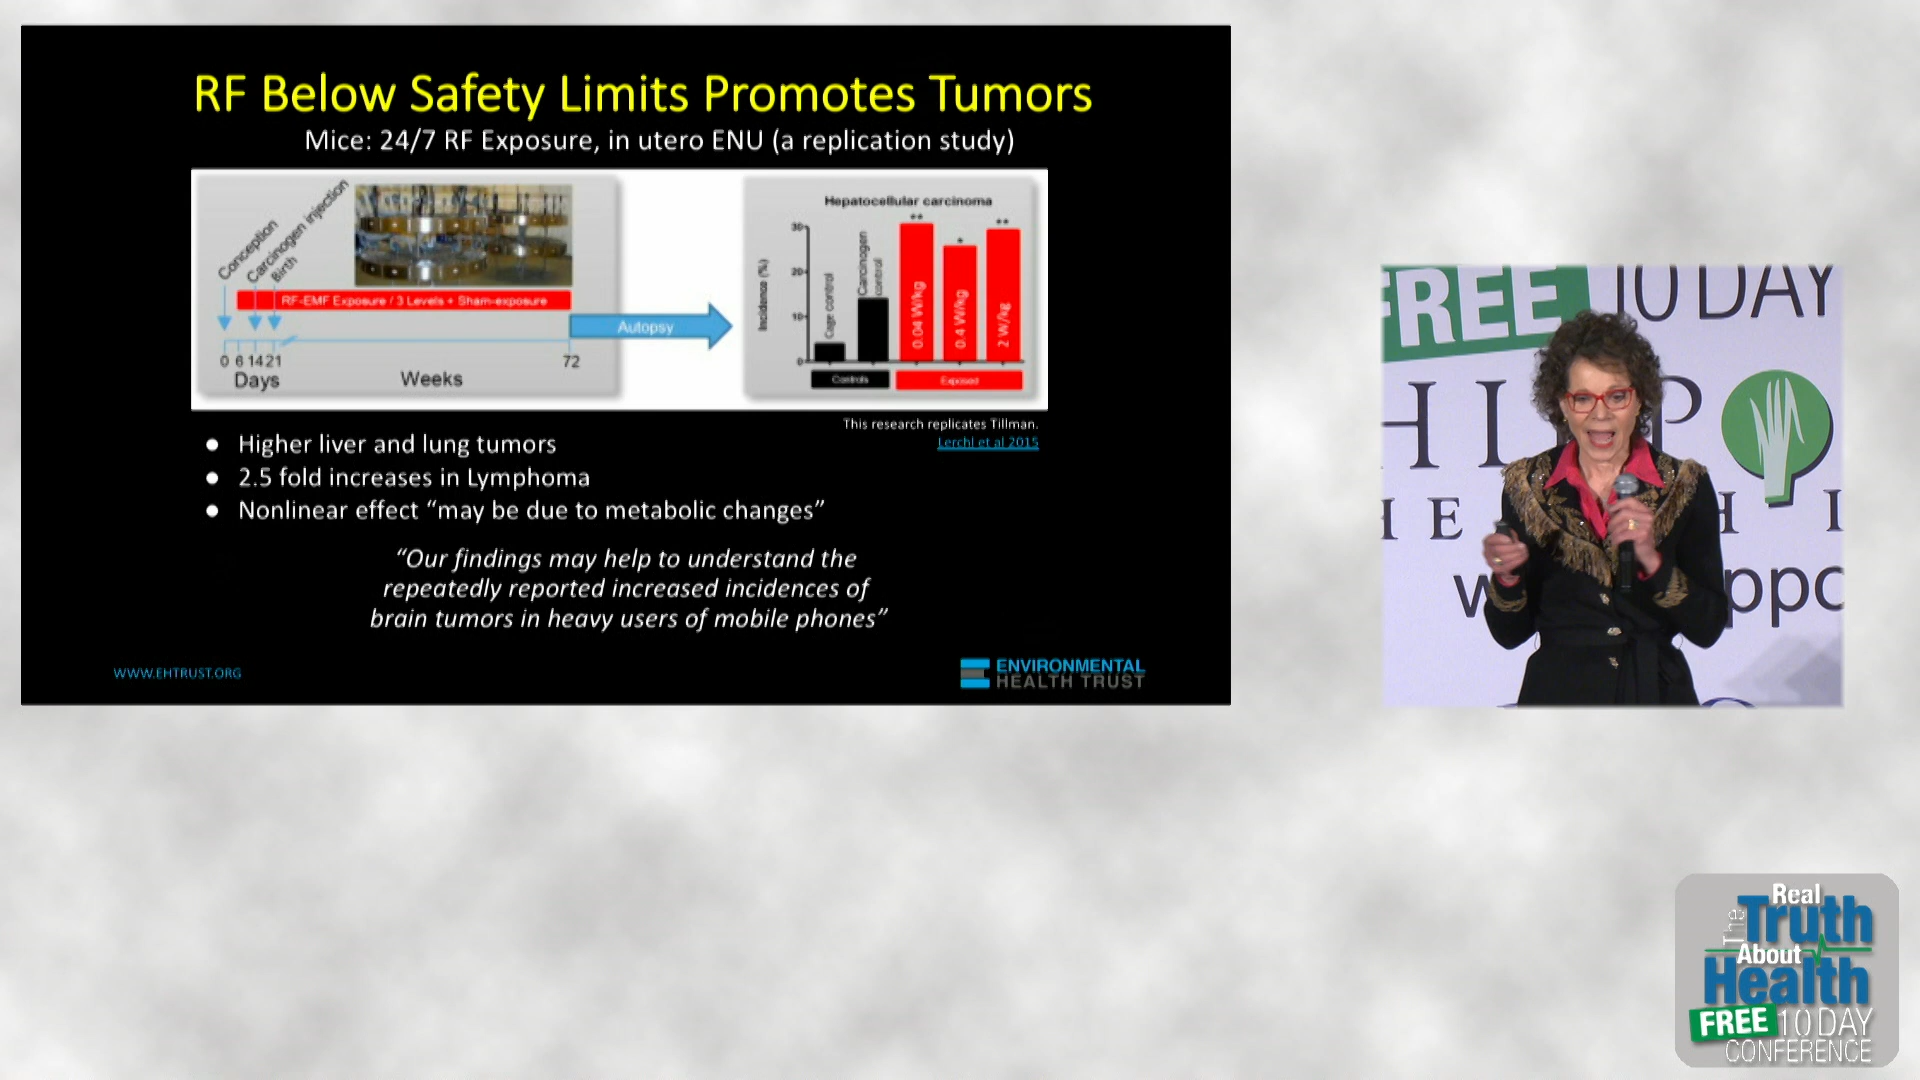 RF Below Safety Limits Promotes Tumors
Mice: 24/7 RF Exposure, in utero ENU (a replication study)
Conception
Carcinogen injection
Birth
RF-EMF Exposure / 3 Levels + Sham-exposure
0 6 14 21
72
Days
Weeks
Autopsy
Hepatocellular carcinoma
Incidence (%)
30
20
10
0
Cage control
Carcinogen
control
**
0.04 W/kg
*
0.4 W/kg
**
2 W/kg
Controls
Exposed
This research replicates Tillman.
Lerchl et al 2015
● Higher liver and lung tumors
● 2.5 fold increases in Lymphoma
● Nonlinear effect “may be due to metabolic changes”
“Our findings may help to understand the
repeatedly reported increased incidences of
brain tumors in heavy users of mobile phones”
WWW.EHTRUST.ORG
ENVIRONMENTAL
HEALTH TRUST
FREE 10 DAY
The Real
Truth
About
Health
FREE 10 DAY
CONFERENCE